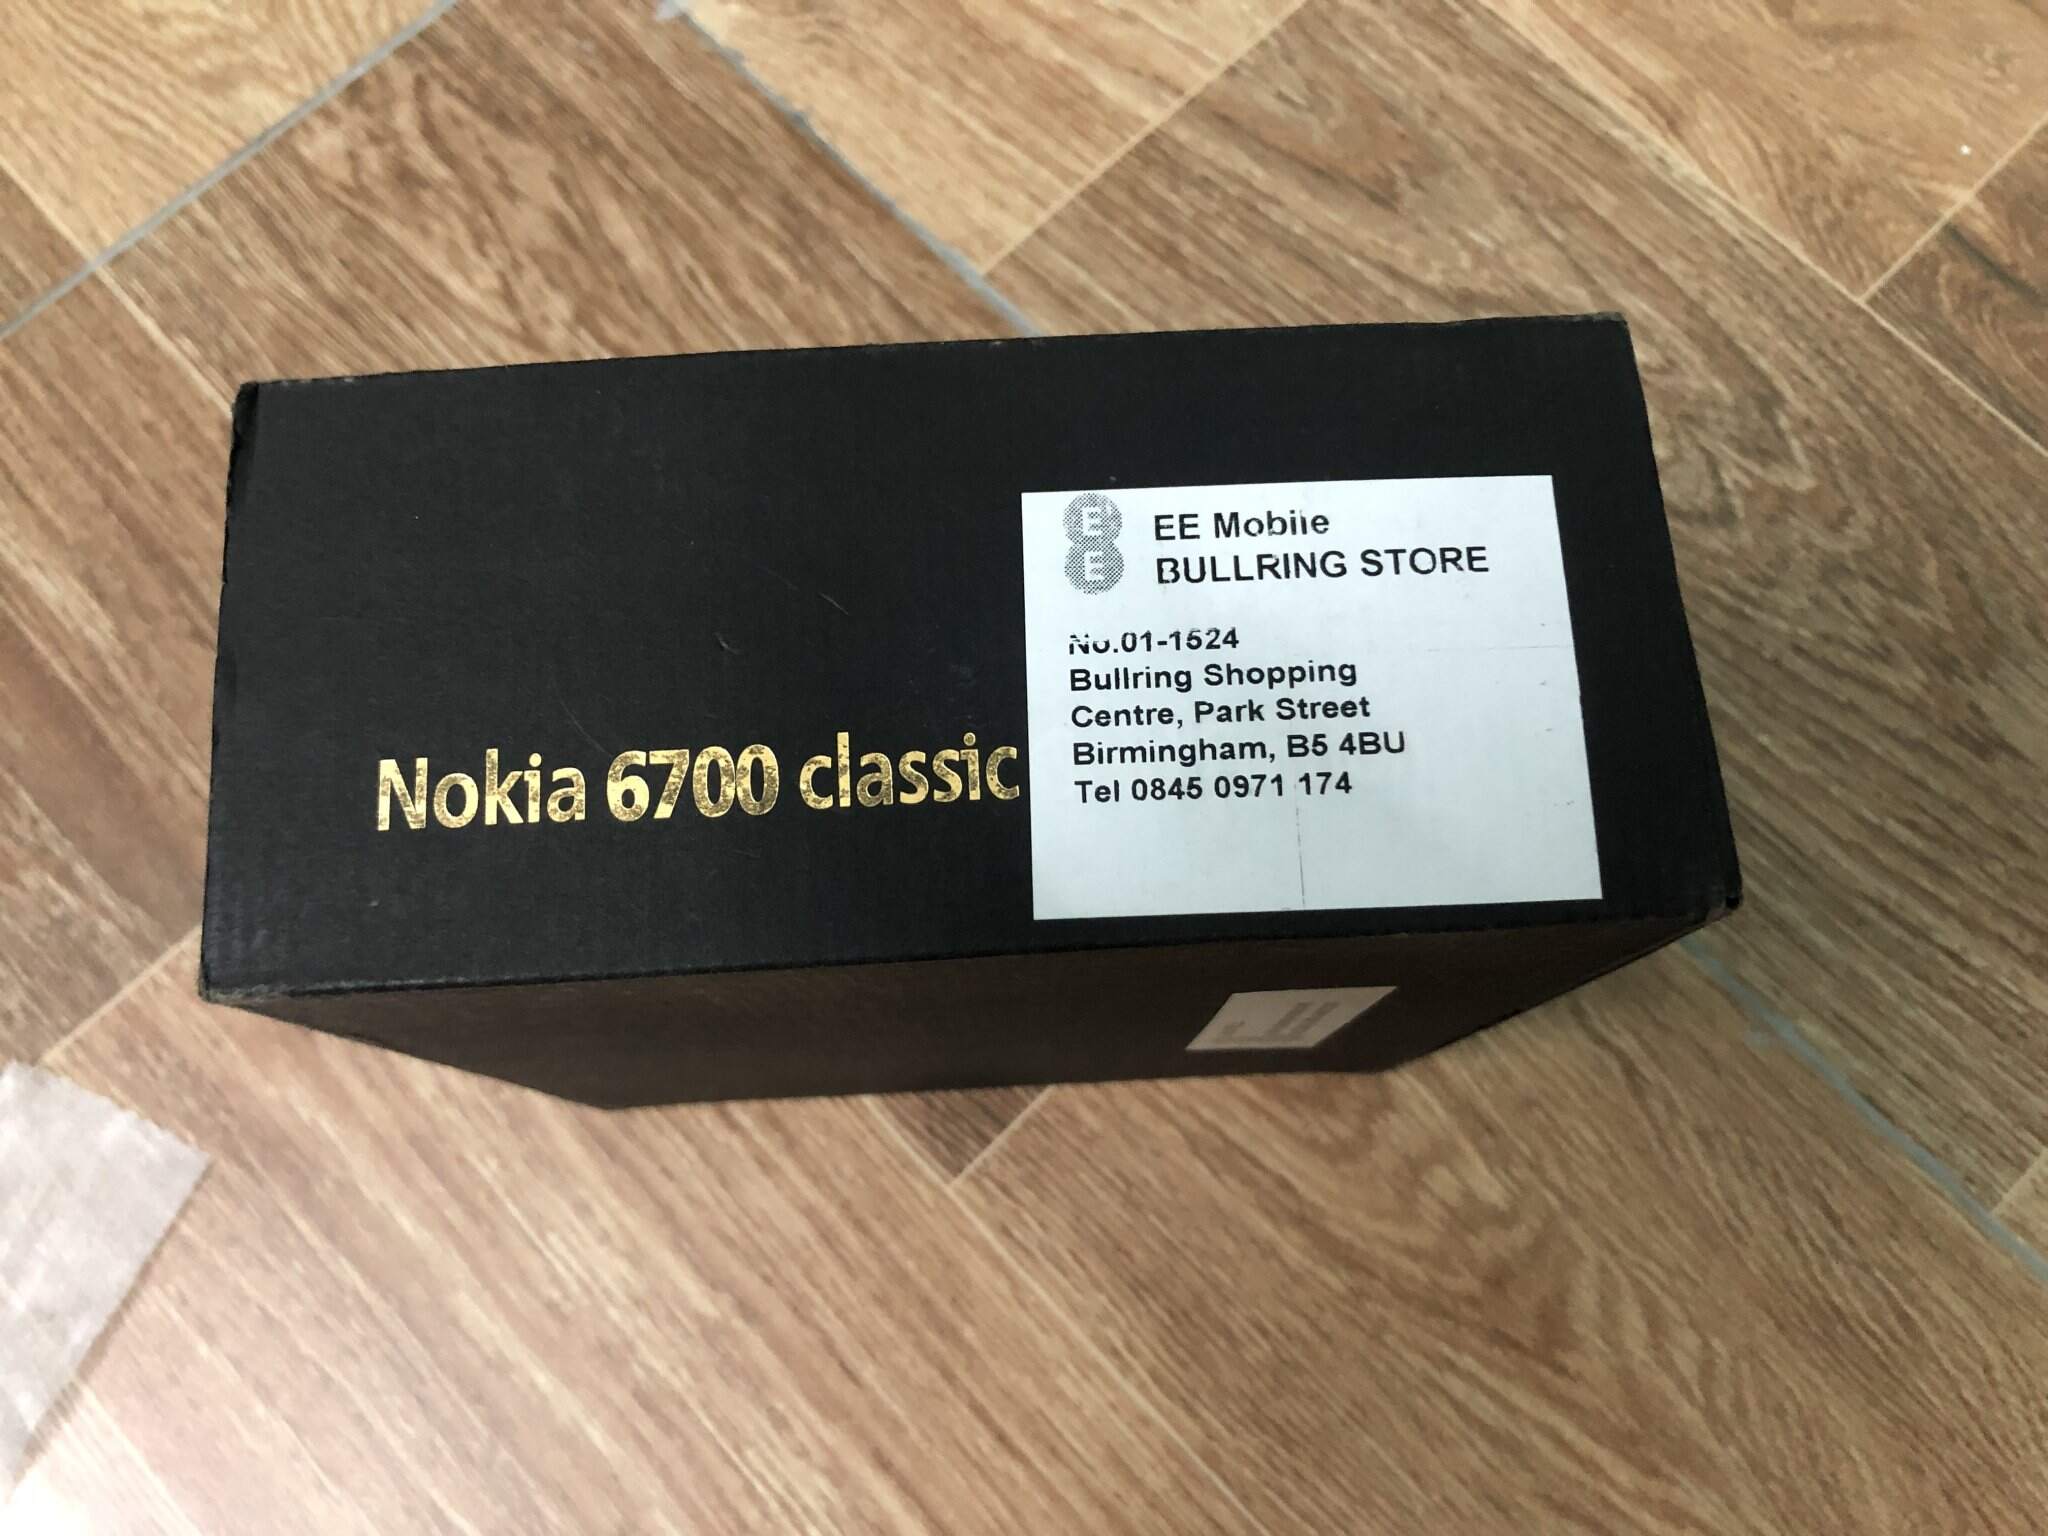 Nokia 6700 classic
E
E
EE Mobile
BULLRING STORE
No.01-1524
Bullring Shopping
Centre, Park Street
Birmingham, B5 4BU
Tel 0845 0971 174